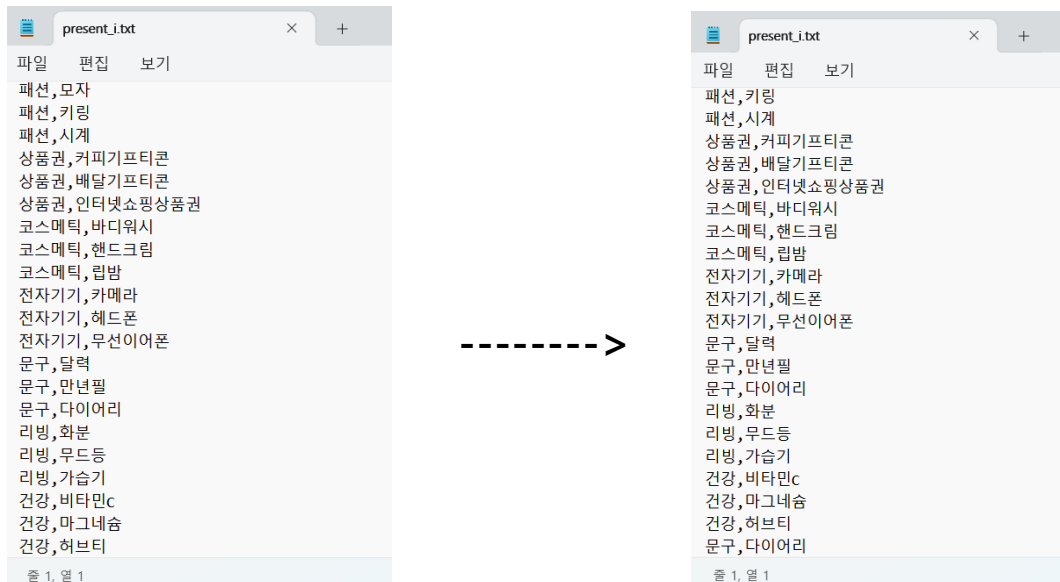 present_i.txt
파일 편집 보기
패션,모자
패션,키링
패션,시계
상품권,커피기프티콘
상품권,배달기프티콘
상품권,인터넷쇼핑상품권
코스메틱,바디워시
코스메틱,핸드크림
코스메틱,립밤
전자기기,카메라
전자기기,헤드폰
전자기기,무선이어폰
문구,달력
문구,만년필
문구,다이어리
리빙,화분
리빙,무드등
리빙,가습기
건강,비타민c
건강,마그네슘
건강,허브티
줄 1, 열 1
-------->
present_i.txt
파일 편집 보기
패션,키링
패션,시계
상품권,커피기프티콘
상품권,배달기프티콘
상품권,인터넷쇼핑상품권
코스메틱,바디워시
코스메틱,핸드크림
코스메틱,립밤
전자기기,카메라
전자기기,헤드폰
전자기기,무선이어폰
문구,달력
문구,만년필
문구,다이어리
리빙,화분
리빙,무드등
리빙,가습기
건강,비타민c
건강,마그네슘
건강,허브티
문구,다이어리
줄 1, 열 1